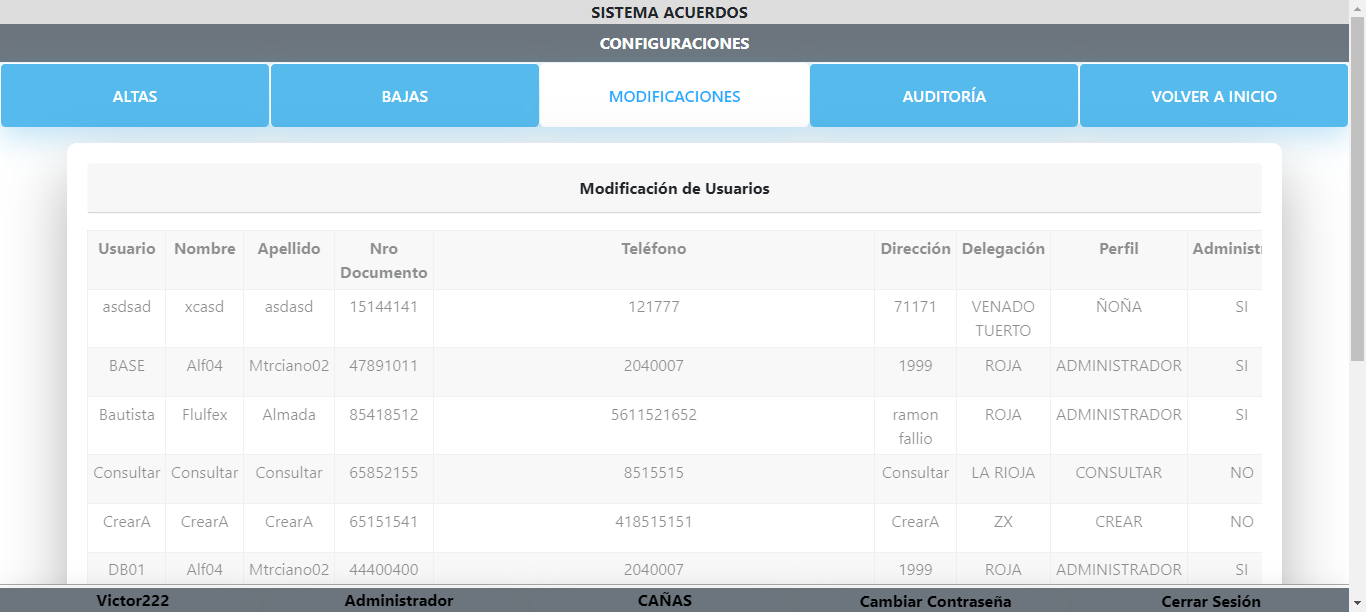 SISTEMA ACUERDOS
CONFIGURACIONES
ALTAS BAJAS MODIFICACIONES AUDITORÍA VOLVER A INICIO
Modificación de Usuarios
Usuario Nombre Apellido Nro Documento Teléfono Dirección Delegación Perfil Administr
asdsad xcasd asdasd 15144141 121777 71171 VENADO TUERTO ÑOÑA SI
BASE Alf04 Mtrciano02 47891011 2040007 1999 ROJA ADMINISTRADOR SI
Bautista Flulfex Almada 85418512 5611521652 ramon fallio ROJA ADMINISTRADOR SI
Consultar Consultar Consultar 65852155 8515515 Consultar LA RIOJA CONSULTAR NO
CrearA CrearA CrearA 65151541 418515151 CrearA ZX CREAR NO
DB01 Alf04 Mtrciano02 44400400 2040007 1999 ROJA ADMINISTRADOR SI
Victor222 Administrador CAÑAS Cambiar Contraseña Cerrar Sesión